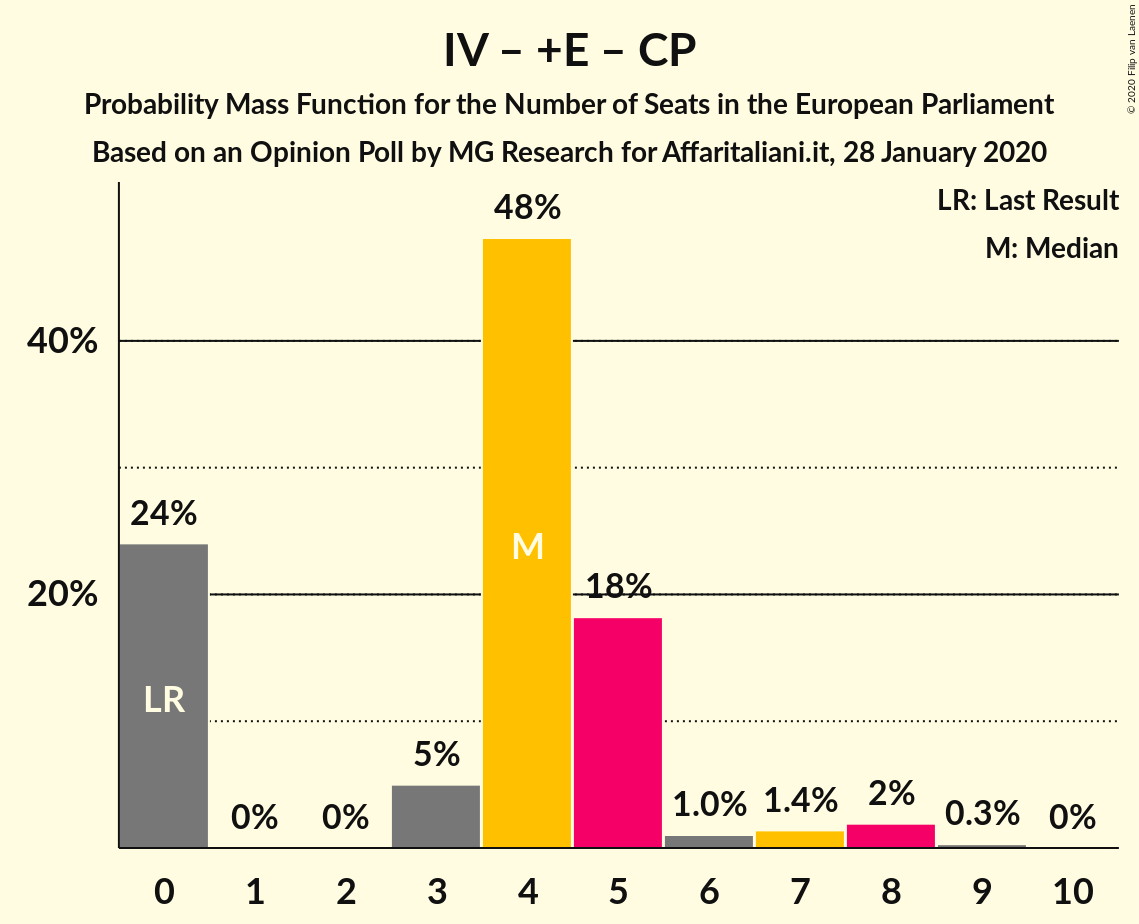 IV – +E – CP
Probability Mass Function for the Number of Seats in the European Parliament
Based on an Opinion Poll by MG Research for Affaritaliani.it, 28 January 2020
© 2020 Filip van Laenen
LR: Last Result
M: Median
40%
20%
24%
0%
0%
5%
48%
18%
1.0%
1.4%
2%
0.3%
0%
LR
M
0 1 2 3 4 5 6 7 8 9 10